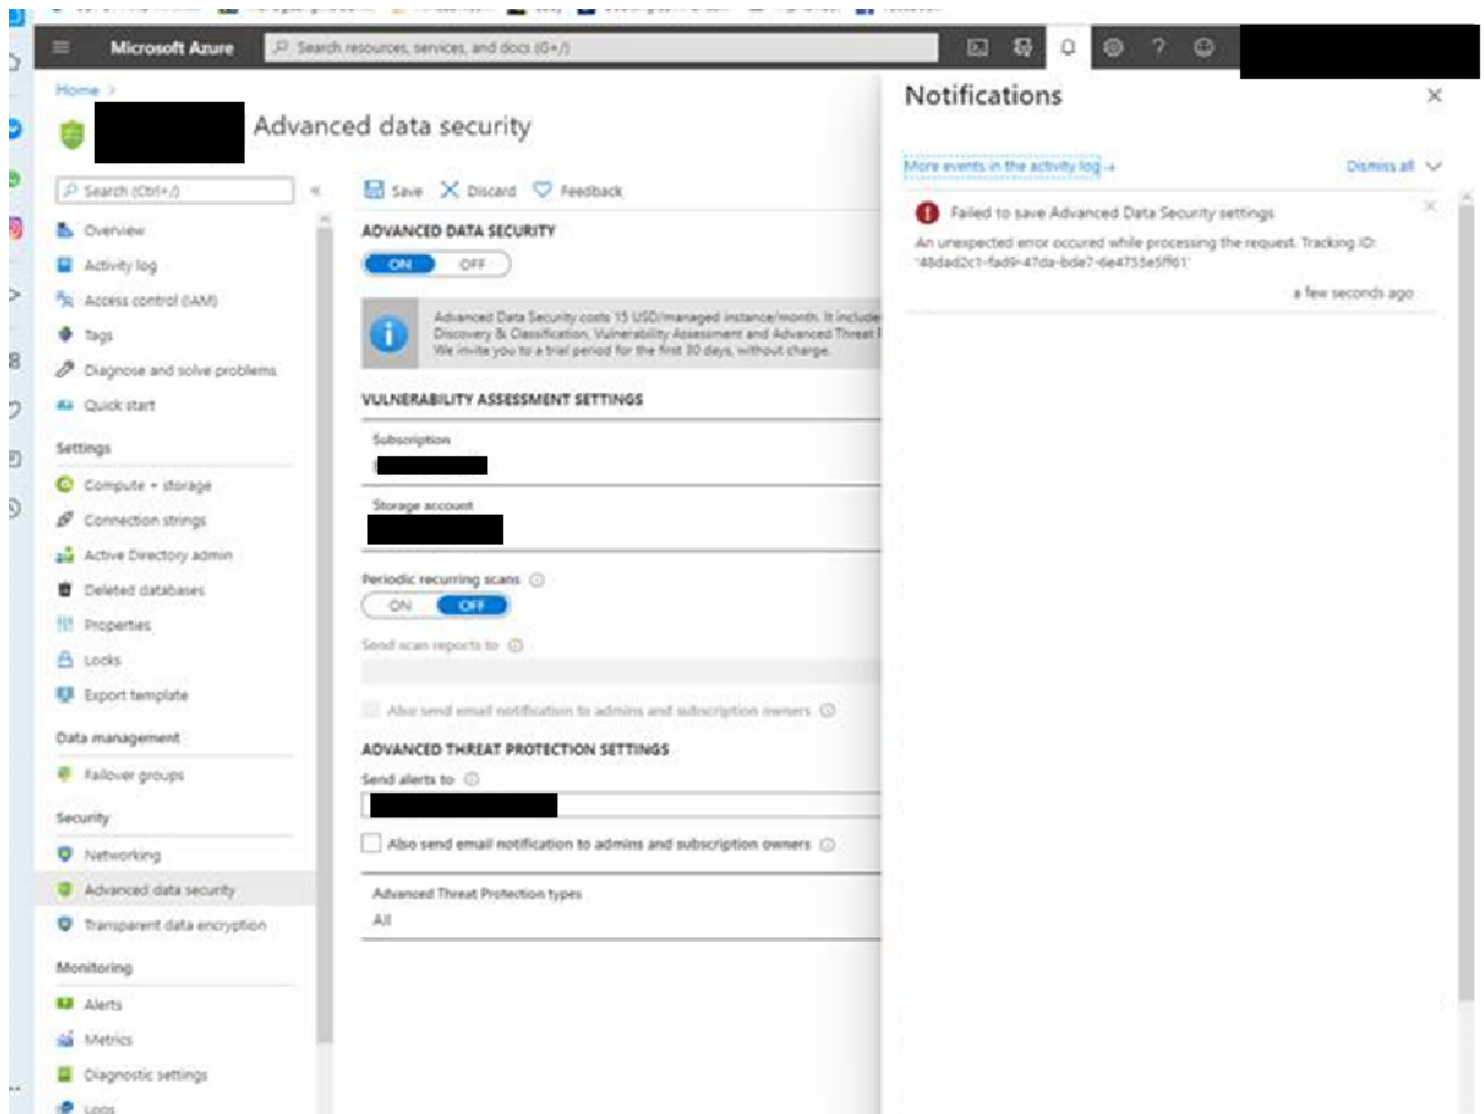 Microsoft Azure
Search resources, services, and docs (G+/)
Home >
Advanced data security
Search (Ctrl+/)
Overview
Activity log
Access control (IAM)
Tags
Diagnose and solve problems
Quick start
Settings
Compute + storage
Connection strings
Active Directory admin
Deleted databases
Properties
Locks
Export template
Data management
Failover groups
Security
Networking
Advanced data security
Transparent data encryption
Monitoring
Alerts
Metrics
Diagnostic settings
Logs
Save
Discard
Feedback
ADVANCED DATA SECURITY
ON OFF
Advanced Data Security costs 15 USD/managed instance/month. It include
Discovery & Classification, Vulnerability Assessment and Advanced Threat
We invite you to a trial period for the first 30 days, without charge.
VULNERABILITY ASSESSMENT SETTINGS
Subscription
Storage account
Periodic recurring scans
ON OFF
Send scan reports to
Also send email notification to admins and subscription owners
ADVANCED THREAT PROTECTION SETTINGS
Send alerts to
Also send email notification to admins and subscription owners
Advanced Threat Protection types
All
Notifications
More events in the activity log →
Dismiss all
Failed to save Advanced Data Security settings
An unexpected error occured while processing the request. Tracking ID:
'48dad2c1-fad9-47da-bde7-6e4755e5ff61'
a few seconds ago